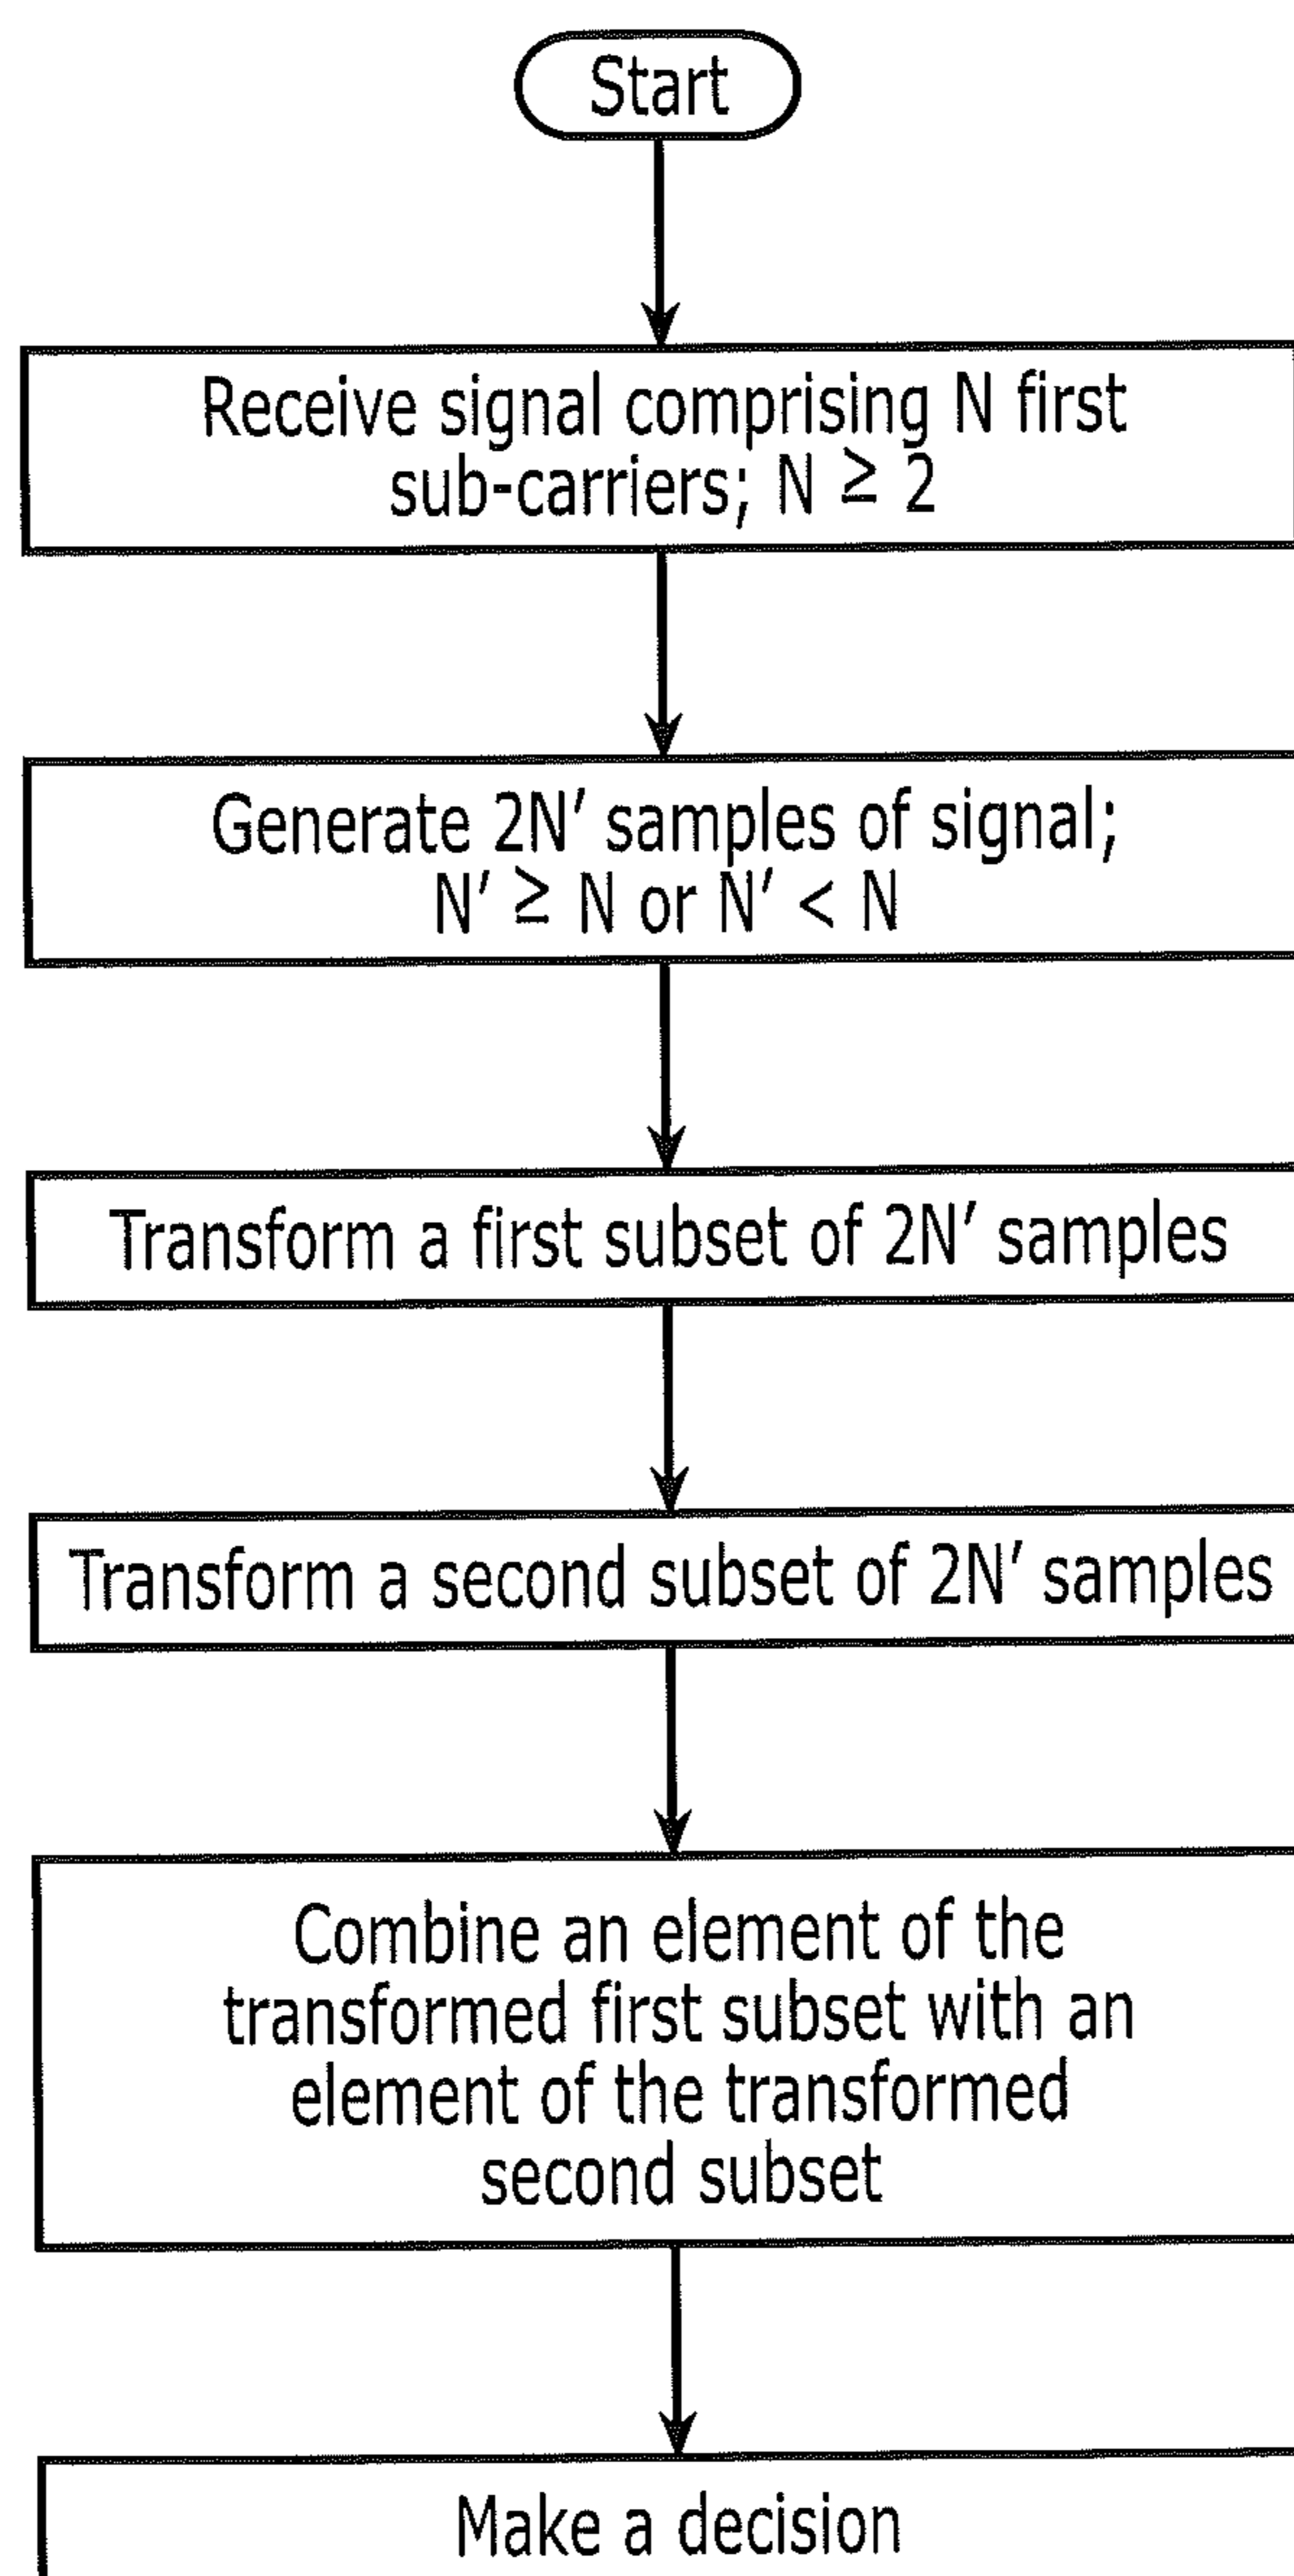 Start
Receive signal comprising N first
sub-carriers; N ≥ 2
Generate 2N′ samples of signal;
N′ ≥ N or N′ < N
Transform a first subset of 2N′ samples
Transform a second subset of 2N′ samples
Combine an element of the
transformed first subset with an
element of the transformed
second subset
Make a decision